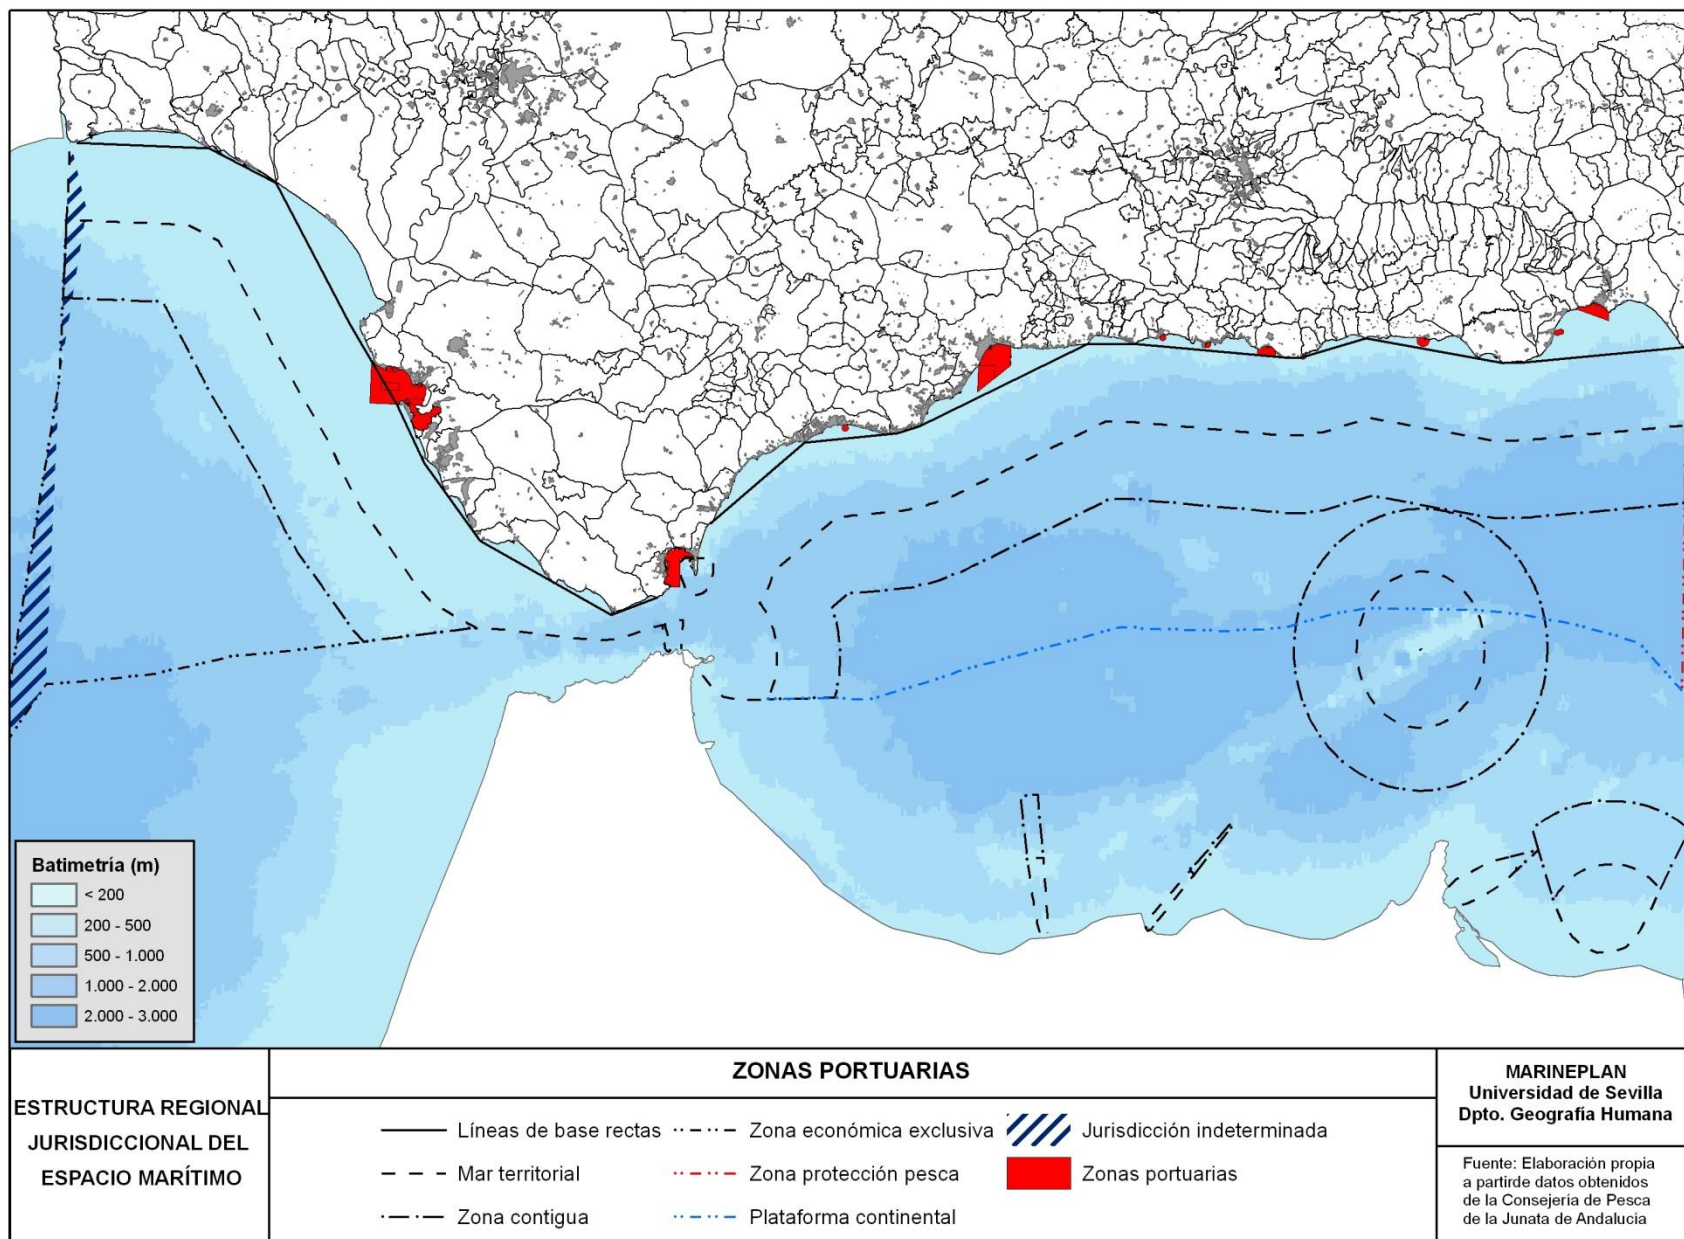 Batimetría (m)
< 200
200 - 500
500 - 1.000
1.000 - 2.000
2.000 - 3.000
ESTRUCTURA REGIONAL
JURISDICCIONAL DEL
ESPACIO MARÍTIMO
ZONAS PORTUARIAS
Líneas de base rectas
Mar territorial
Zona contigua
Zona económica exclusiva
Zona protección pesca
Plataforma continental
Jurisdicción indeterminada
Zonas portuarias
MARINEPLAN
Universidad de Sevilla
Dpto. Geografía Humana
Fuente: Elaboración propia
a partirde datos obtenidos
de la Consejería de Pesca
de la Junata de Andalucía